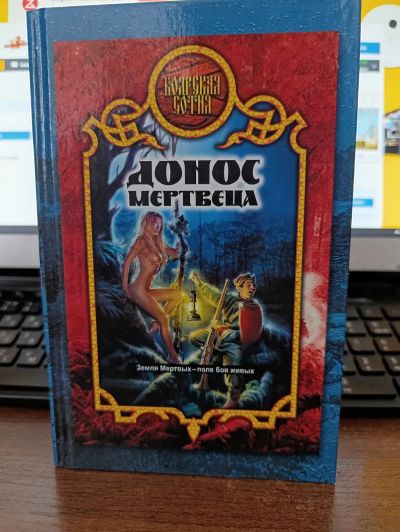 БОЯРСКАЯ
СОТНЯ
ДОНОС
МЕРТВЕЦА
Земля Мертвых – поле боя живых